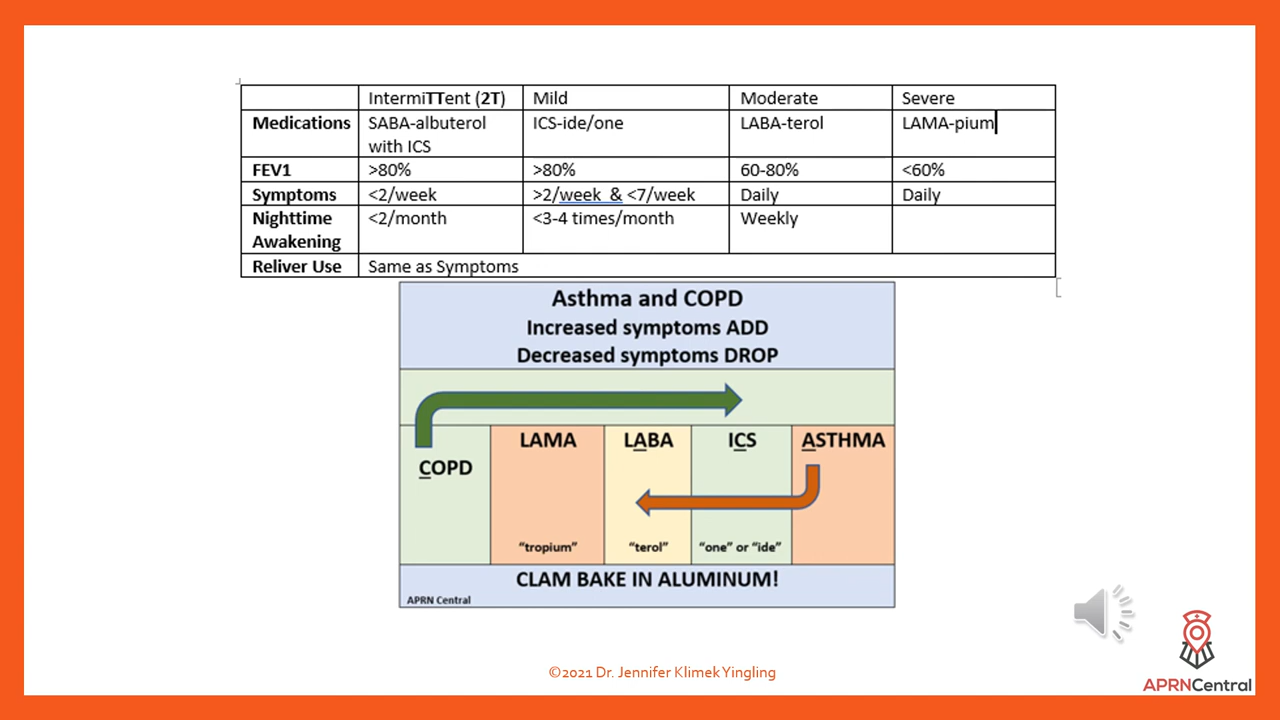 IntermiTTent (2T) Mild Moderate Severe
Medications SABA-albuterol ICS-ide/one LABA-terol LAMA-pium
with ICS
FEV1 >80% >80% 60-80% <60%
Symptoms <2/week >2/week & <7/week Daily Daily
Nighttime <2/month <3-4 times/month Weekly
Awakening
Reliver Use Same as Symptoms
Asthma and COPD
Increased symptoms ADD
Decreased symptoms DROP
LAMA LABA ICS ASTHMA
COPD
“tropium” “terol” “one” or “ide”
CLAM BAKE IN ALUMINUM!
APRN Central
©2021 Dr. Jennifer Klimek Yingling
APRNCentral